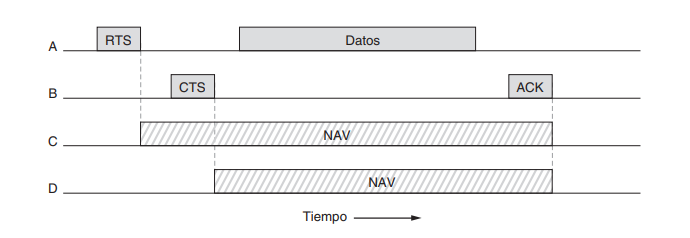 A RTS Datos
B CTS ACK
C NAV
D NAV
Tiempo